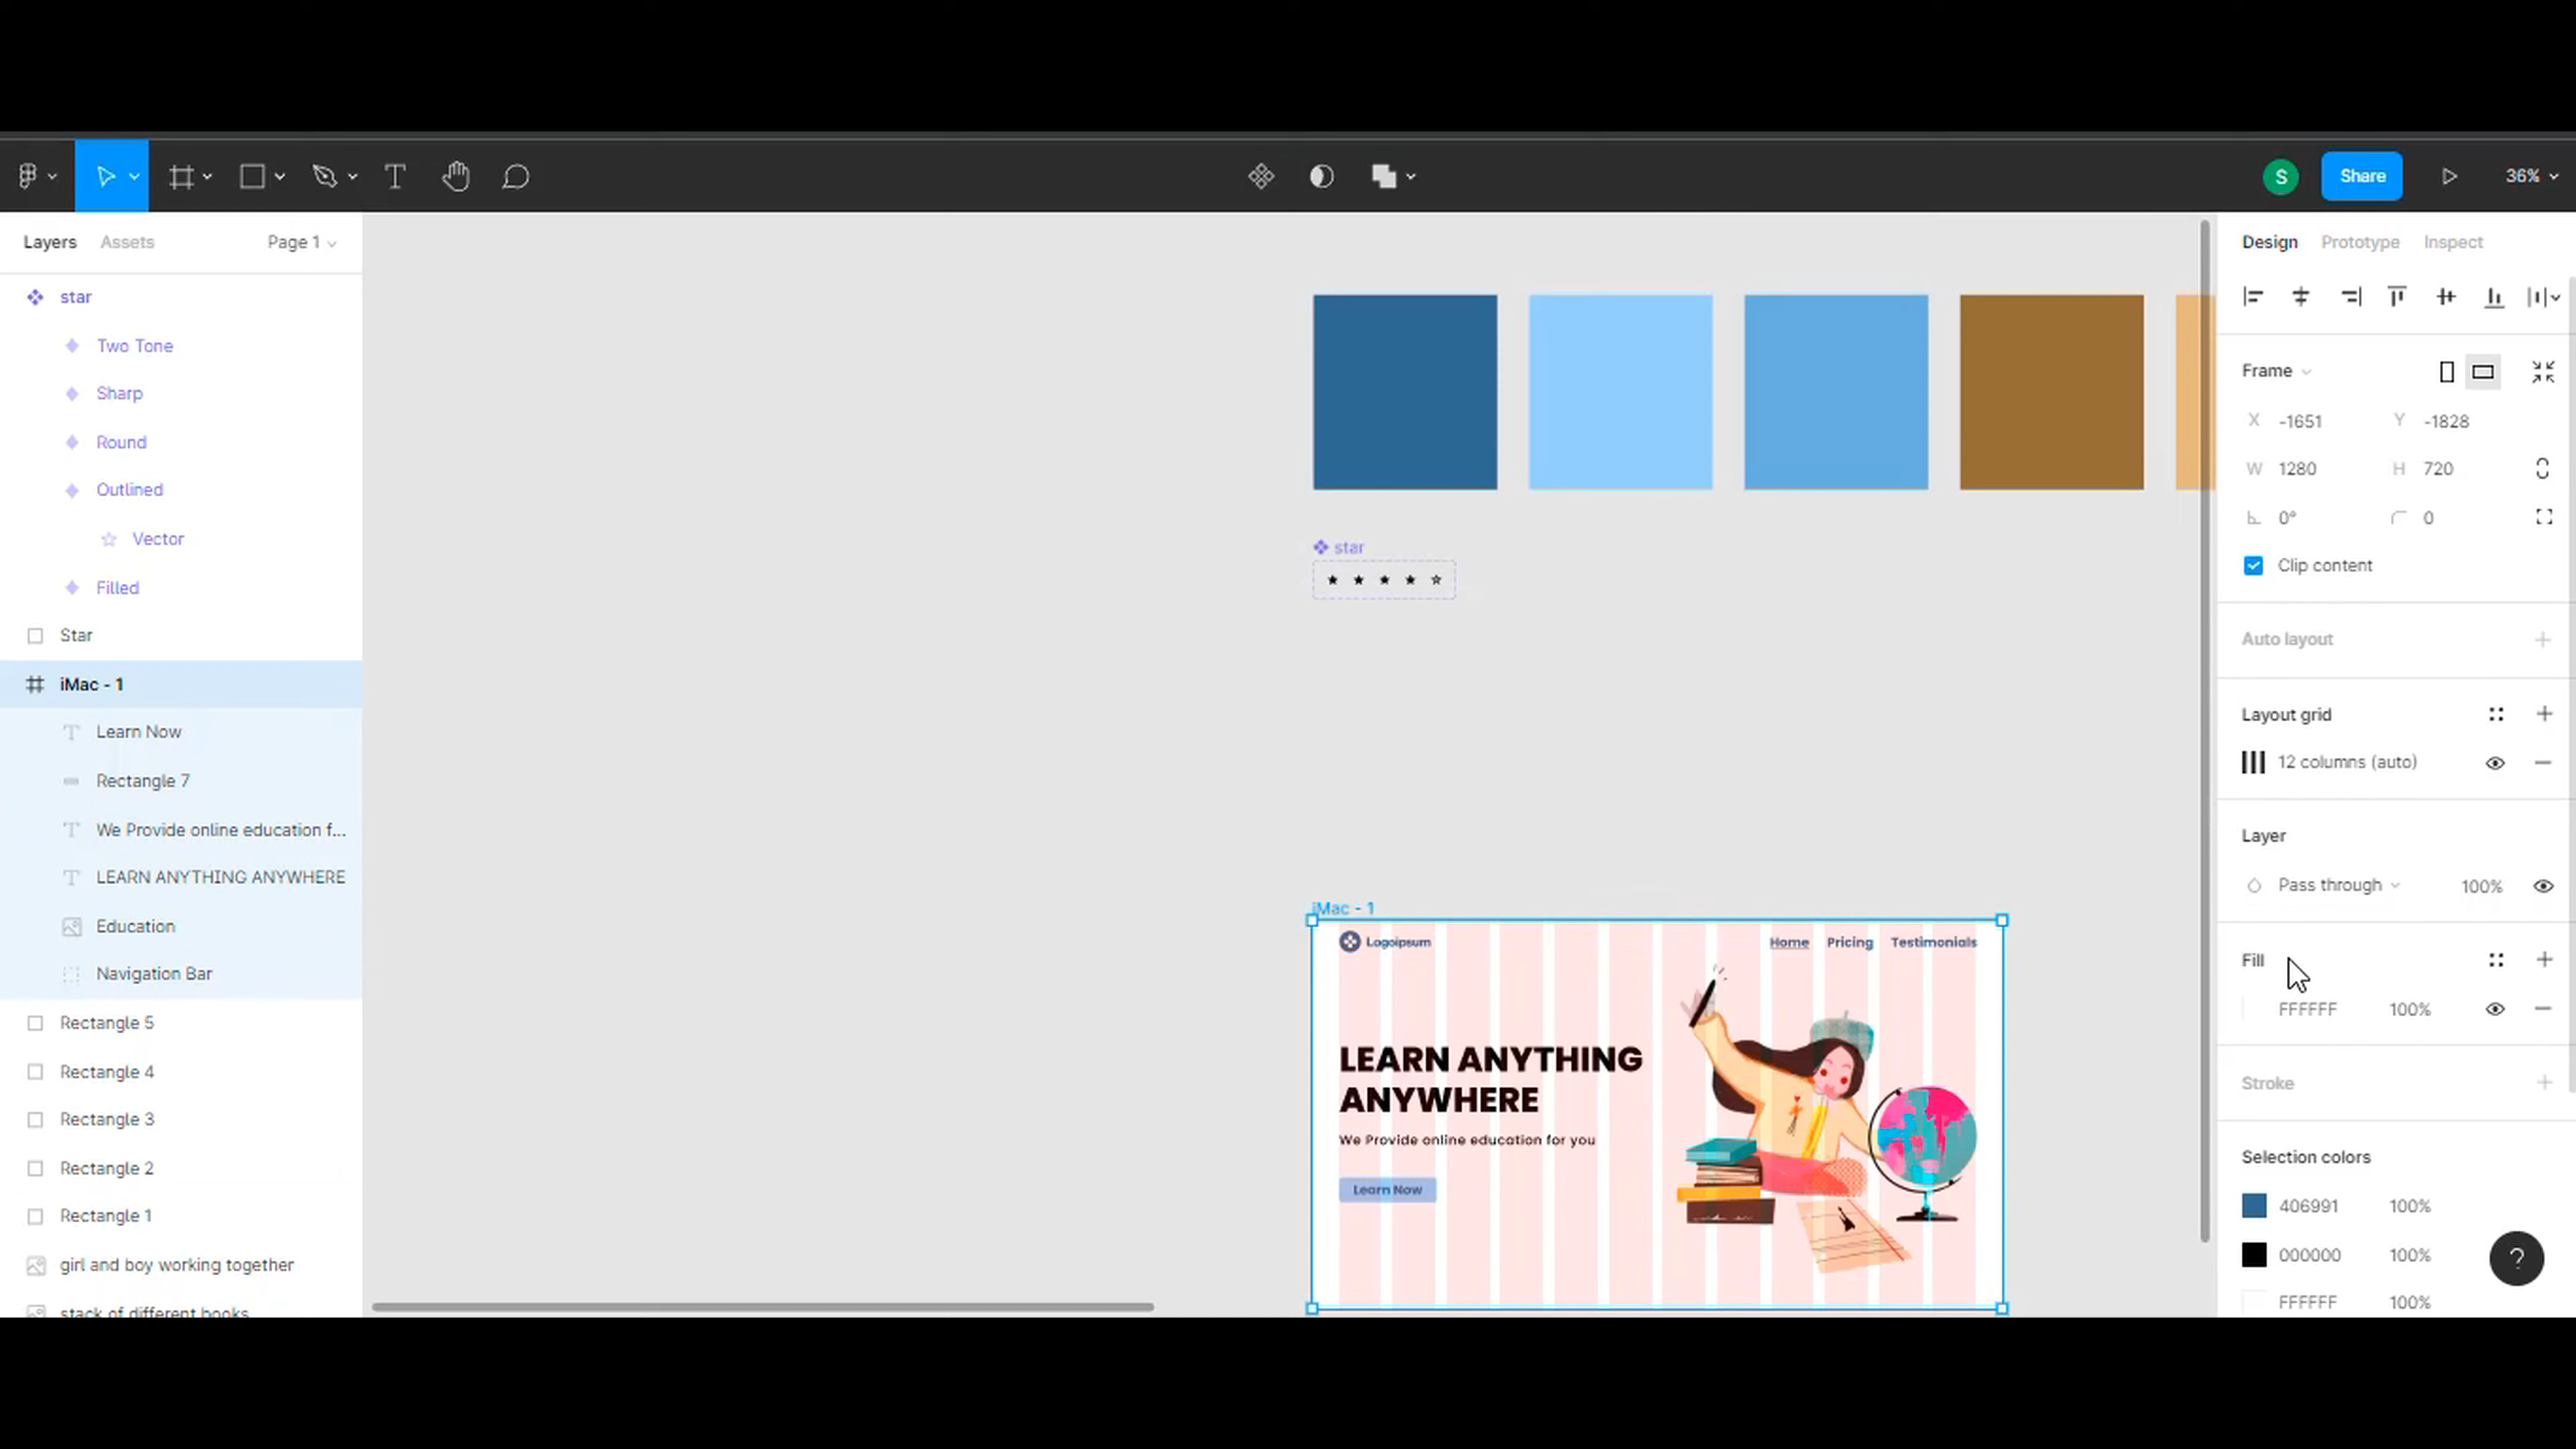 S
Share
36%
Layers
Assets
Page 1
Design
Prototype
Inspect
star
Two Tone
Sharp
Round
Outlined
Vector
Filled
Star
iMac - 1
Learn Now
Rectangle 7
We Provide online education f...
LEARN ANYTHING ANYWHERE
Education
Navigation Bar
Rectangle 5
Rectangle 4
Rectangle 3
Rectangle 2
Rectangle 1
girl and boy working together
stack of different books
star
iMac - 1
Logoipsum
Home
Pricing
Testimonials
LEARN ANYTHING
ANYWHERE
We Provide online education for you
Learn Now
Frame
X -1651
Y -1828
W 1280
H 720
0°
0
Clip content
Auto layout
Layout grid
12 columns (auto)
Layer
Pass through
100%
Fill
FFFFFF
100%
Stroke
Selection colors
406991
100%
000000
100%
FFFFFF
100%
?